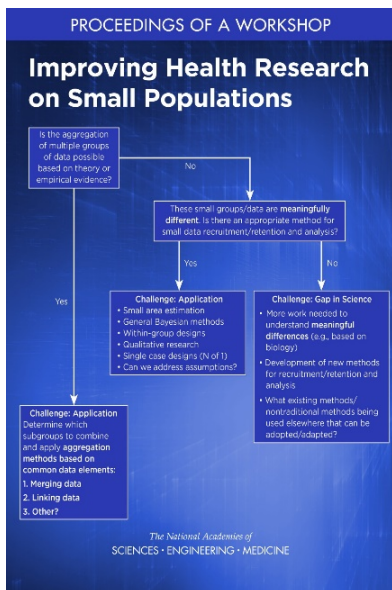 PROCEEDINGS OF A WORKSHOP
Improving Health Research
on Small Populations
Is the aggregation
of multiple groups
of data possible
based on theory or
empirical evidence?
No
These small groups/data are meaningfully
different. Is there an appropriate method for
small data recruitment/retention and analysis?
Yes
No
Yes
Challenge: Application
• Small area estimation
• General Bayesian methods
• Within-group designs
• Qualitative research
• Single case designs (N of 1)
• Can we address assumptions?
Challenge: Gap in Science
• More work needed to
understand meaningful
differences (e.g., based on
biology)
• Development of new methods
for recruitment/retention and
analysis
• What existing methods/
nontraditional methods being
used elsewhere that can be
adopted/adapted?
Challenge: Application
Determine which
subgroups to combine
and apply aggregation
methods based on
common data elements:
1. Merging data
2. Linking data
3. Other?
The National Academies of
SCIENCES • ENGINEERING • MEDICINE